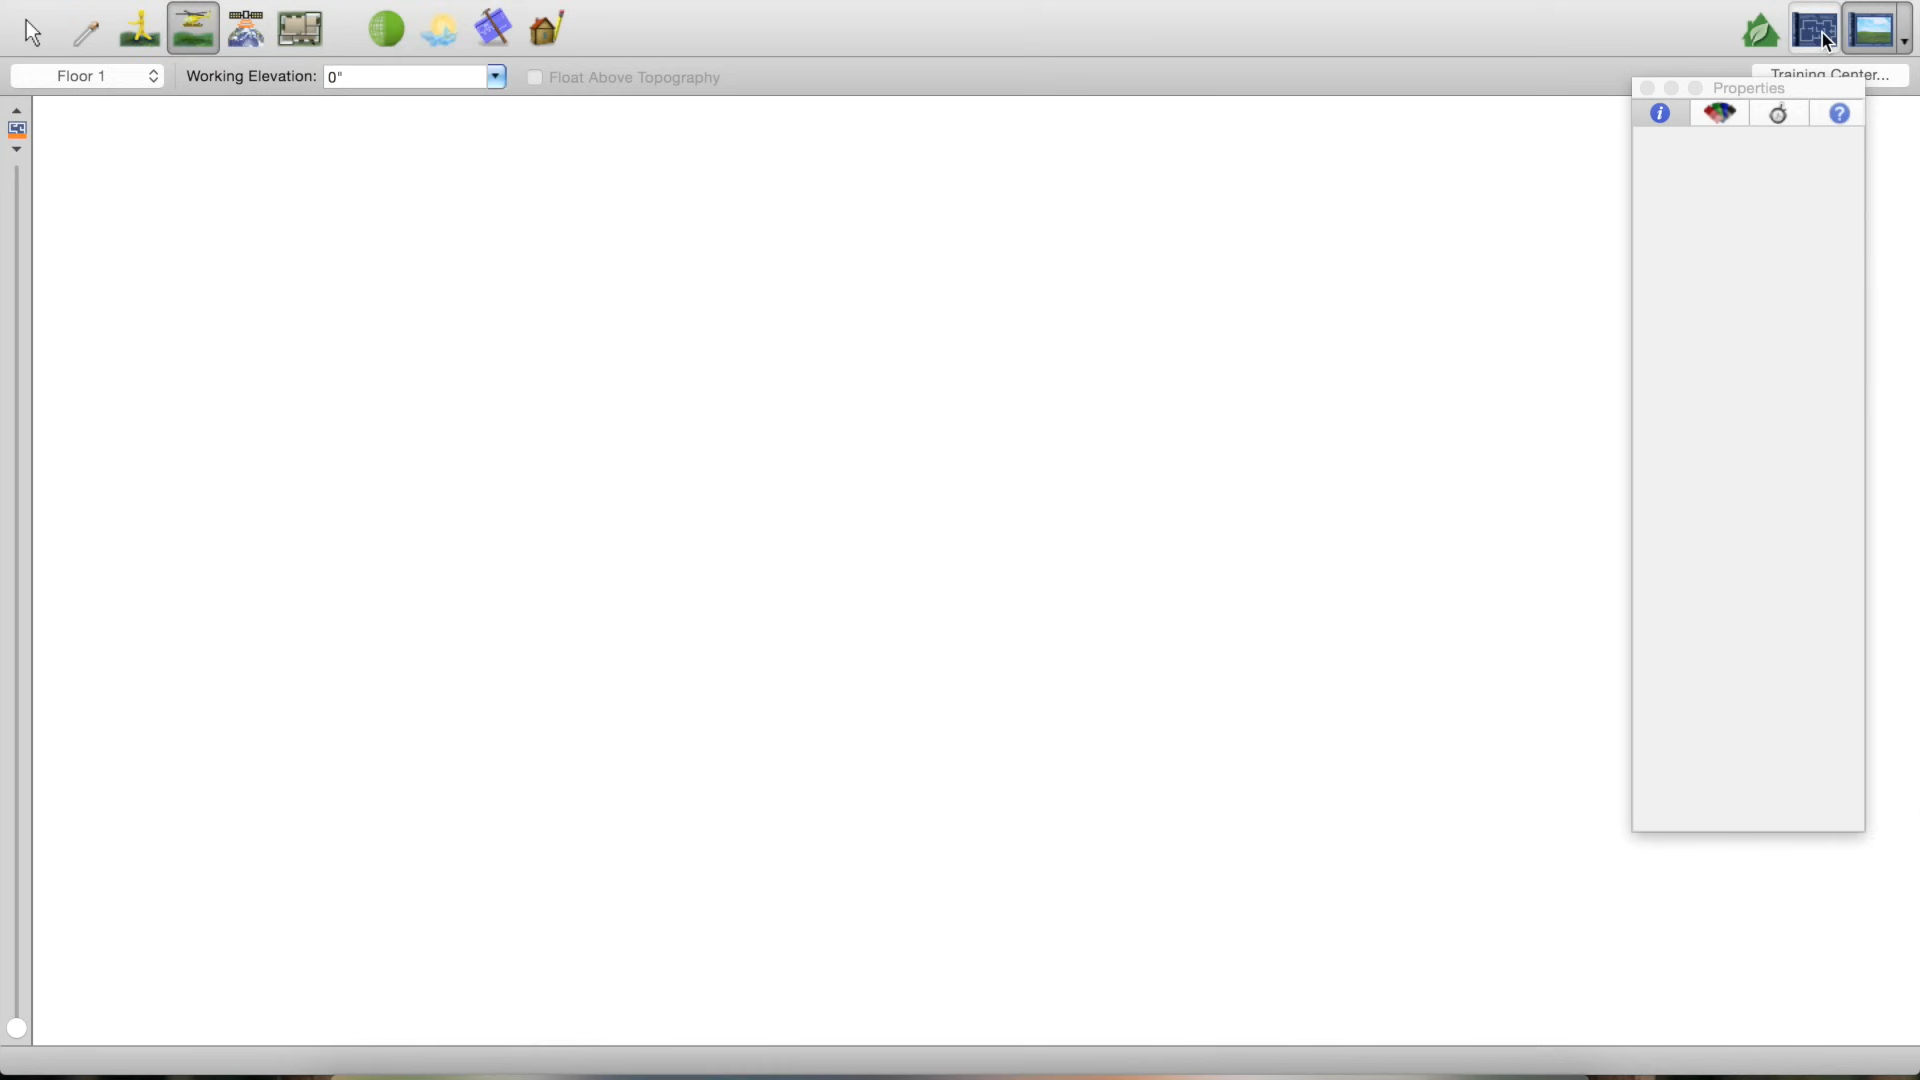 Floor 1
Working Elevation: 0"
Float Above Topography
Training Center...
Properties